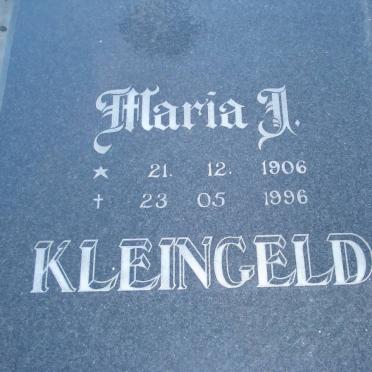 Maria J.
★ 21. 12. 1906
† 23 05 1996
KLEINGELD